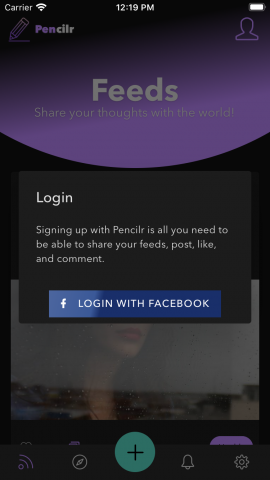 Carrier 12:19 PM
Pencilr
Feeds
Share your thoughts with the world!
Login
Signing up with Pencilr is all you need to
be able to share your feeds, post, like,
and comment.
f LOGIN WITH FACEBOOK